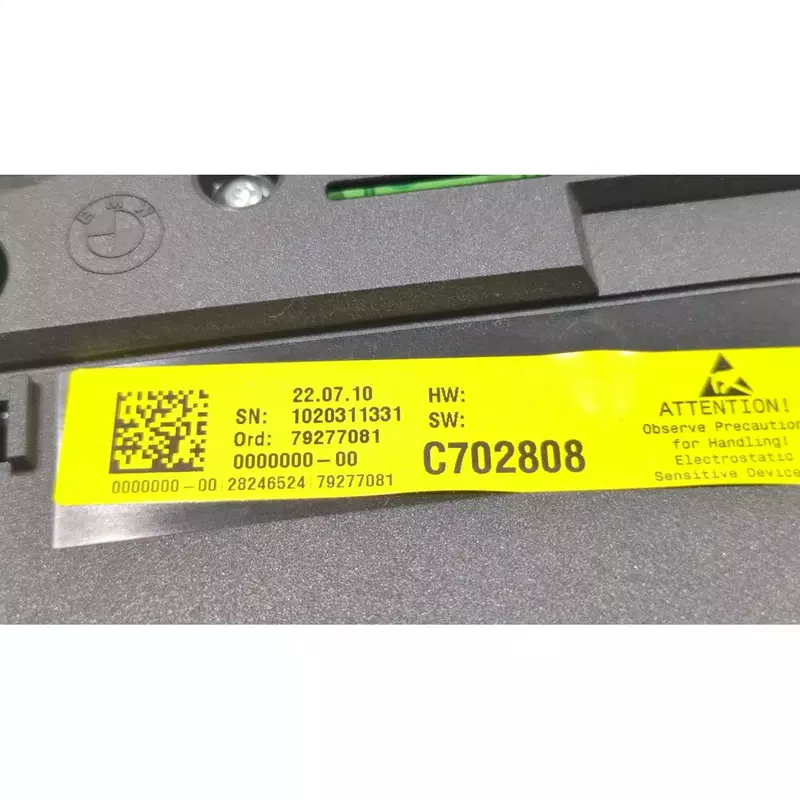 BMW
22.07.10
SN: 1020311331
Ord: 79277081
0000000-00
0000000-00 28246524 79277081
HW:
SW:
C702808
ATTENTION!
Observe Precaution
for Handling!
Electrostatic
Sensitive Device